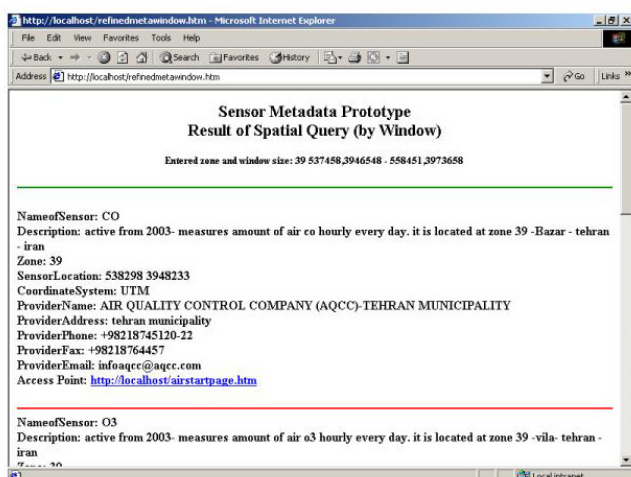 http://localhost/refinedmetawindow.htm - Microsoft Internet Explorer
File Edit View Favorites Tools Help
Back Search Favorites History
Address http://localhost/refinedmetawindow.htm Go Links »
Sensor Metadata Prototype
Result of Spatial Query (by Window)
Entered zone and window size: 39 537458,3946548 - 558451,3973658
NameofSensor: CO
Description: active from 2003- measures amount of air co hourly every day. it is located at zone 39 -Bazar - tehran
- iran
Zone: 39
SensorLocation: 538298 3948233
CoordinateSystem: UTM
ProviderName: AIR QUALITY CONTROL COMPANY (AQCC)-TEHRAN MUNICIPALITY
ProviderAddress: tehran municipality
ProviderPhone: +98218745120-22
ProviderFax: +98218764457
ProviderEmail: infoaqcc@aqcc.com
Access Point: http://localhost/airstartpage.htm
NameofSensor: O3
Description: active from 2003- measures amount of air o3 hourly every day. it is located at zone 39 -vila- tehran -
iran
Zone: 39
Local intranet